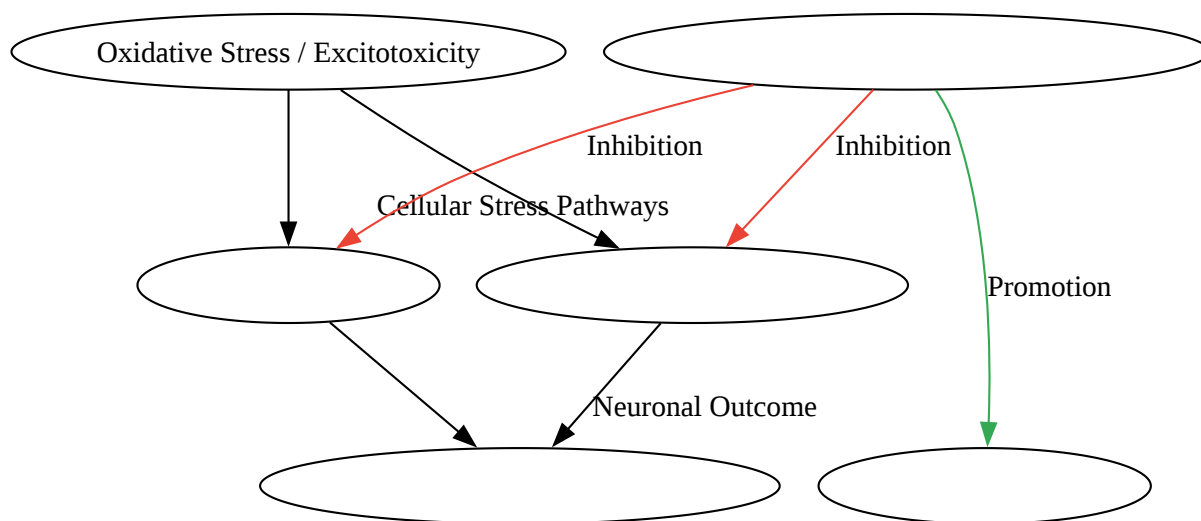 Oxidative Stress / Excitotoxicity
Inhibition
Inhibition
Cellular Stress Pathways
Promotion
Neuronal Outcome